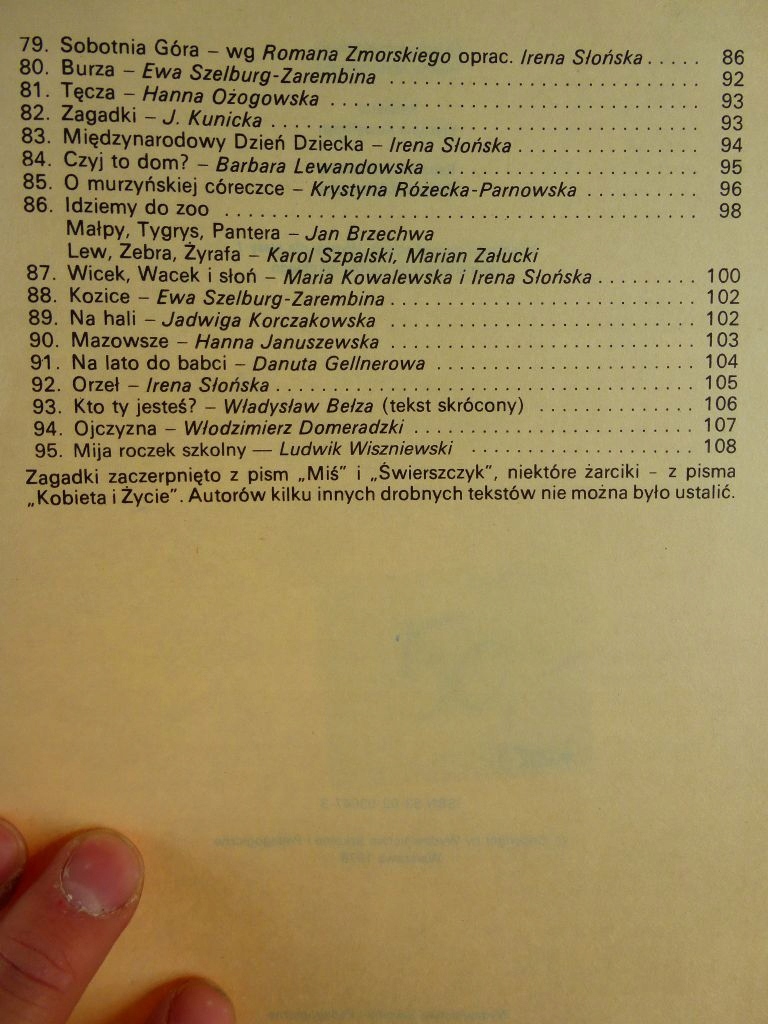 79. Sobotnia Góra – wg Romana Zmorskiego oprac. Irena Słońska . . . . . 86
80. Burza – Ewa Szelburg-Zarembina . . . . . . . . . . . . . . . . . . . . . . . . . . . 92
81. Tęcza – Hanna Ożogowska . . . . . . . . . . . . . . . . . . . . . . . . . . . . . . . . 93
82. Zagadki – J. Kunicka . . . . . . . . . . . . . . . . . . . . . . . . . . . . . . . . . . . . . 93
83. Międzynarodowy Dzień Dziecka – Irena Słońska . . . . . . . . . . . . . . . . 94
84. Czyj to dom? – Barbara Lewandowska . . . . . . . . . . . . . . . . . . . . . . . 95
85. O murzyńskiej córeczce – Krystyna Różecka-Parnowska . . . . . . . . . . 96
86. Idziemy do zoo . . . . . . . . . . . . . . . . . . . . . . . . . . . . . . . . . . . . . . . . . 98
Małpy, Tygrys, Pantera – Jan Brzechwa
Lew, Zebra, Żyrafa – Karol Szpalski, Marian Załucki
87. Wicek, Wacek i słoń – Maria Kowalewska i Irena Słońska . . . . . . . . . 100
88. Kozice – Ewa Szelburg-Zarembina . . . . . . . . . . . . . . . . . . . . . . . . . . . 102
89. Na hali – Jadwiga Korczakowska . . . . . . . . . . . . . . . . . . . . . . . . . . . 102
90. Mazowsze – Hanna Januszewska . . . . . . . . . . . . . . . . . . . . . . . . . . . 103
91. Na lato do babci – Danuta Gellnerowa . . . . . . . . . . . . . . . . . . . . . . . 104
92. Orzeł – Irena Słońska . . . . . . . . . . . . . . . . . . . . . . . . . . . . . . . . . . . . . 105
93. Kto ty jesteś? – Władysław Bełza (tekst skrócony) . . . . . . . . . . . . . . 106
94. Ojczyzna – Włodzimierz Domeradzki . . . . . . . . . . . . . . . . . . . . . . . . . 107
95. Mija roczek szkolny — Ludwik Wiszniewski . . . . . . . . . . . . . . . . . . . . 108
Zagadki zaczerpnięto z pism „Miś” i „Świerszczyk”, niektóre żarciki – z pisma
„Kobieta i Życie”. Autorów kilku innych drobnych tekstów nie można było ustalić.